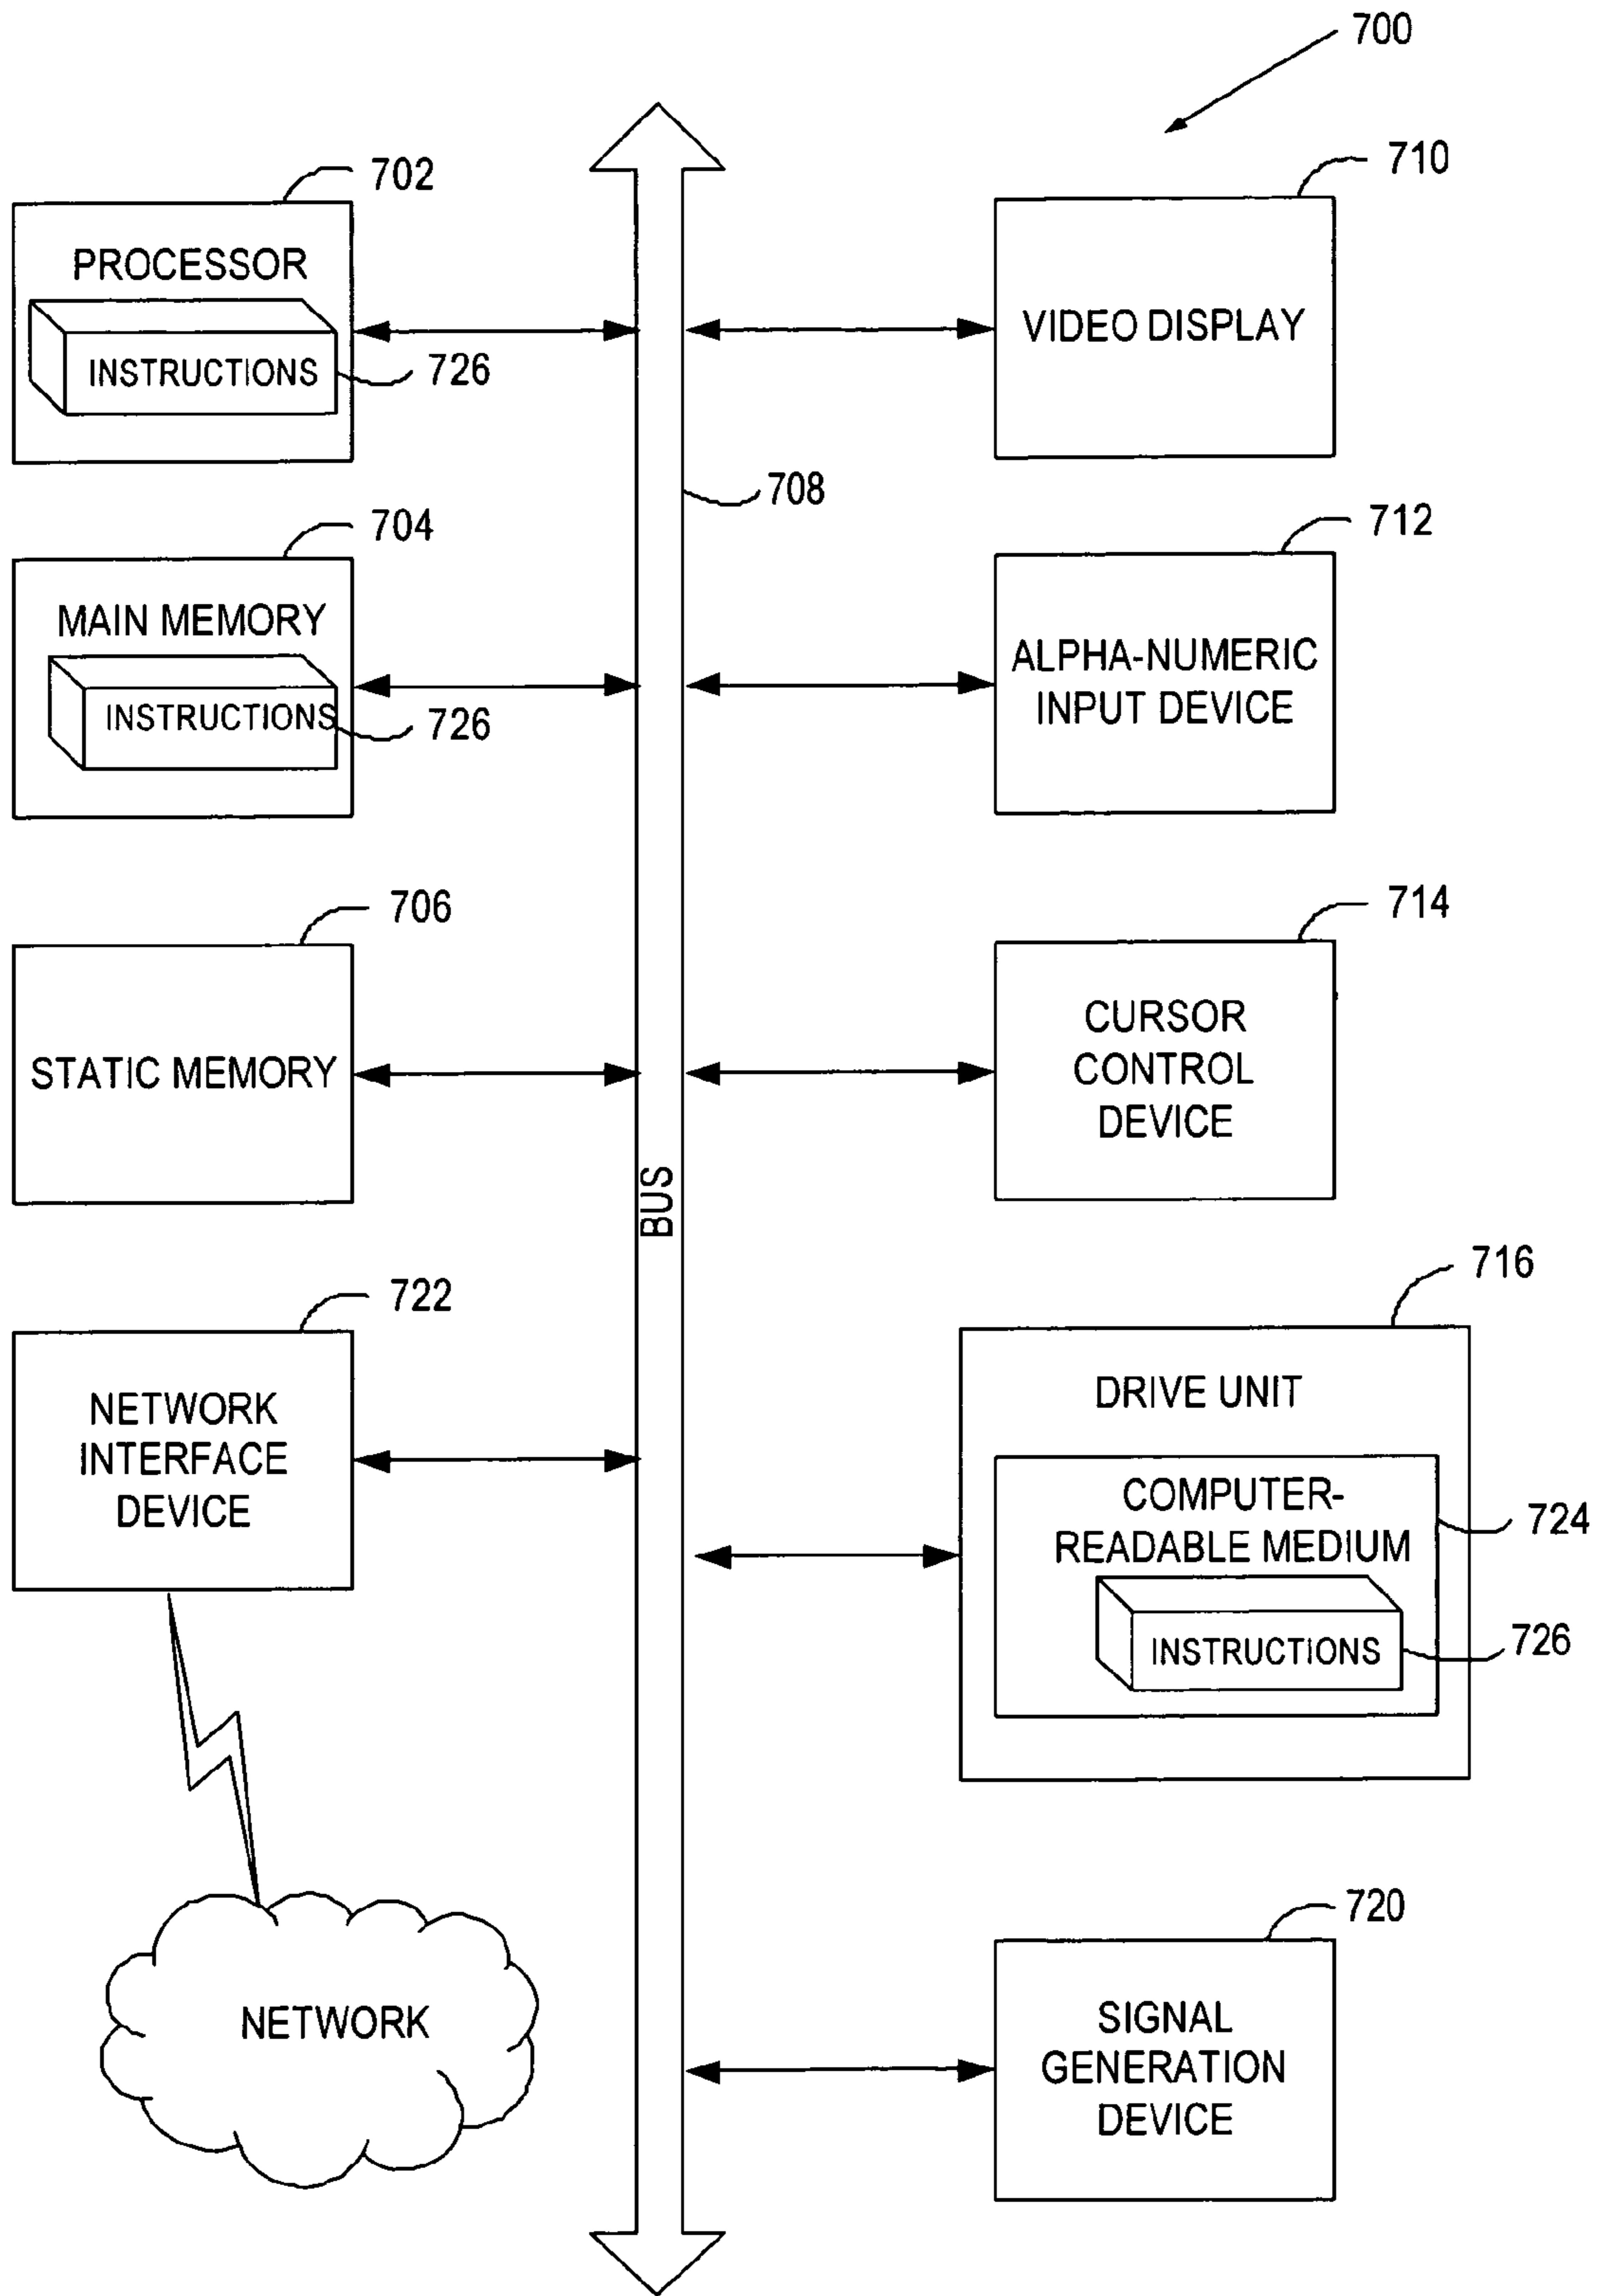 700
702
PROCESSOR
INSTRUCTIONS
726
710
VIDEO DISPLAY
708
704
MAIN MEMORY
INSTRUCTIONS
726
712
ALPHA-NUMERIC
INPUT DEVICE
706
STATIC MEMORY
714
CURSOR
CONTROL
DEVICE
BUS
722
NETWORK
INTERFACE
DEVICE
716
DRIVE UNIT
COMPUTER-
READABLE MEDIUM
724
INSTRUCTIONS
726
NETWORK
720
SIGNAL
GENERATION
DEVICE